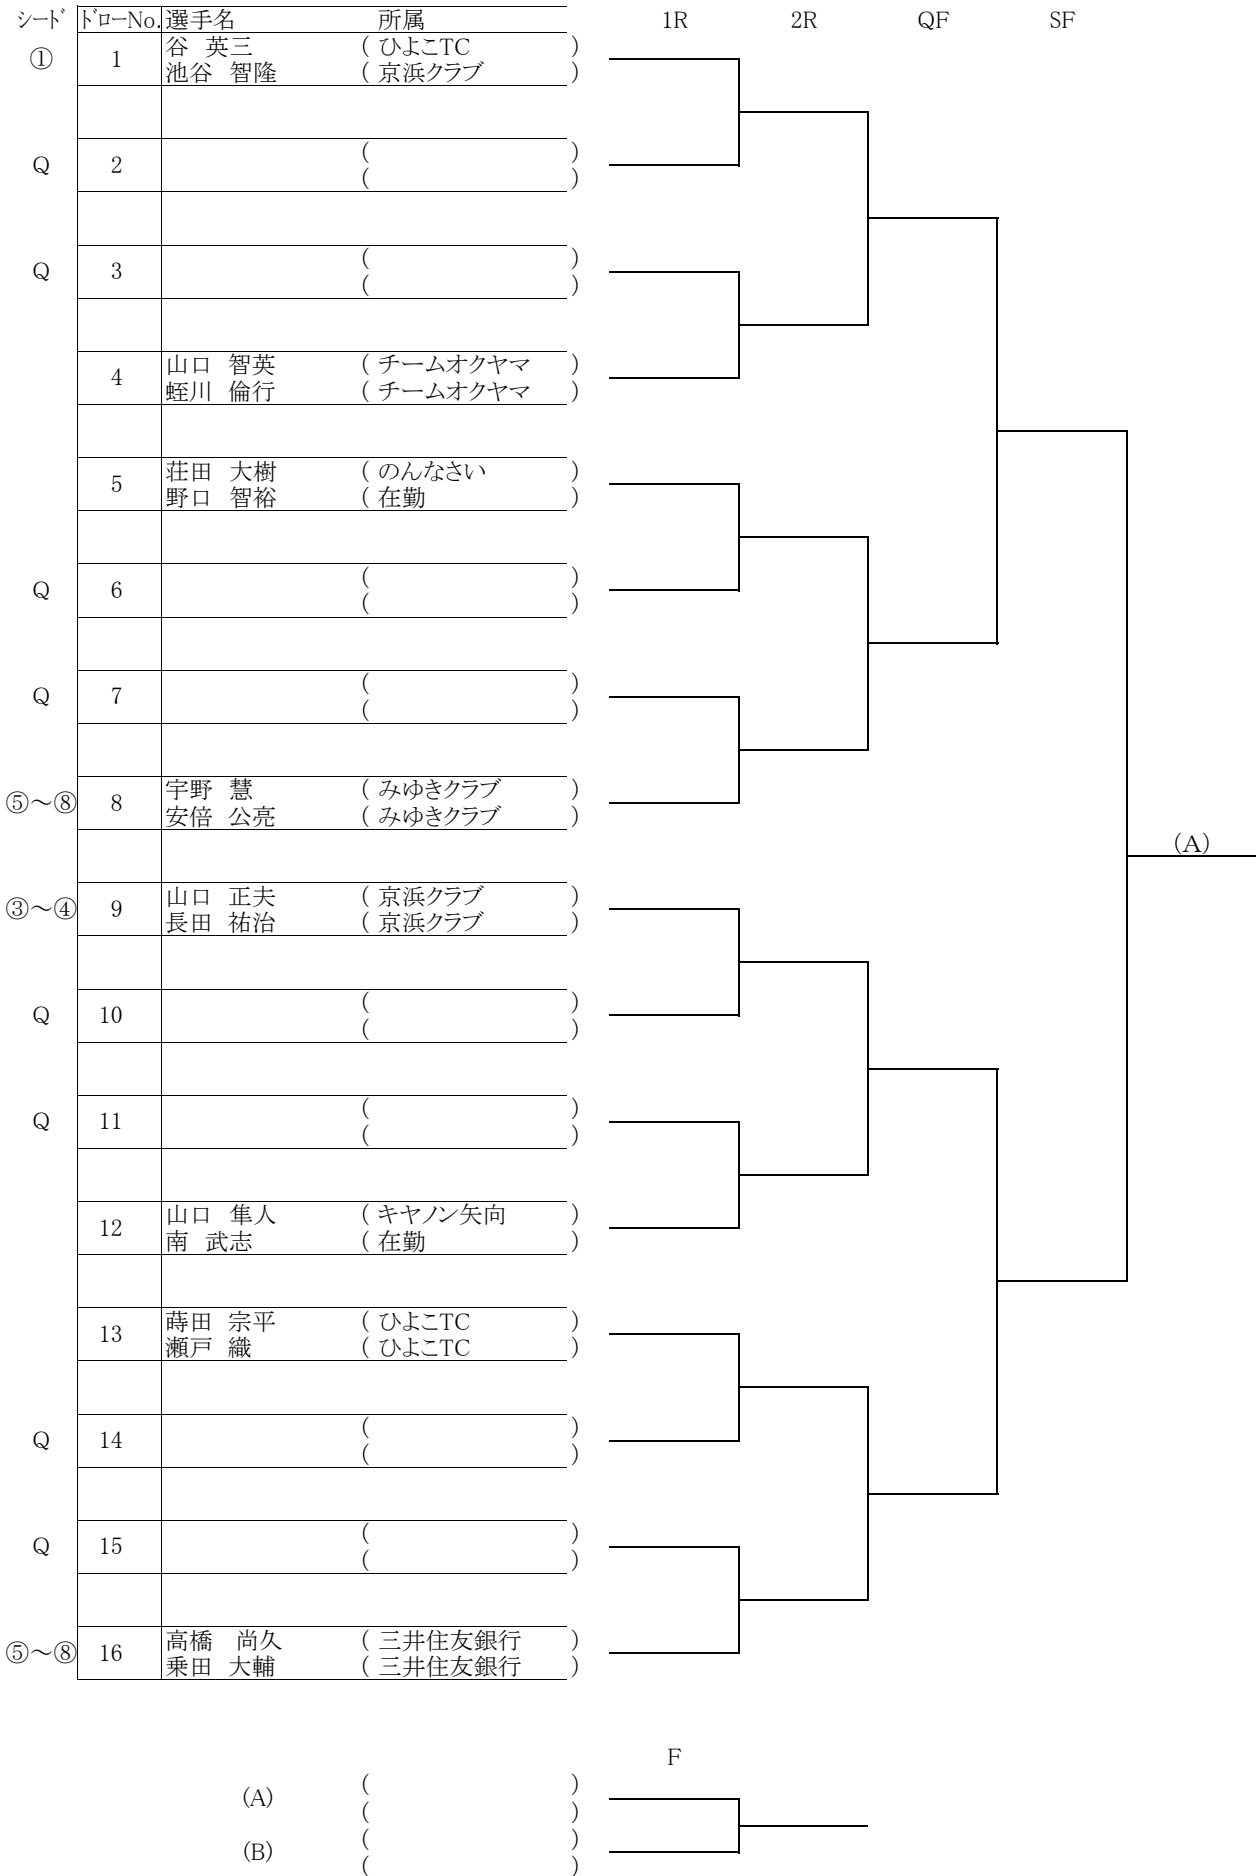 シード ドローNo. 選手名 所属 1R 2R QF SF
谷 英三 ( ひよこTC )
① 1
池谷 智隆 ( 京浜クラブ )
( )
Q 2
( )
( )
Q 3
( )
山口 智英 ( チームオクヤマ )
4
蛭川 倫行 ( チームオクヤマ )
荘田 大樹 ( のんなさい )
5
野口 智裕 ( 在勤 )
( )
Q 6
( )
( )
Q 7
( )
宇野 慧 ( みゆきクラブ )
⑤～⑧ 8
安倍 公亮 ( みゆきクラブ )
(A)
山口 正夫 ( 京浜クラブ )
③～④ 9
長田 祐治 ( 京浜クラブ )
( )
Q 10
( )
( )
Q 11
( )
山口 隼人 ( キヤノン矢向 )
12
南 武志 ( 在勤 )
蒔田 宗平 ( ひよこTC )
13
瀬戸 織 ( ひよこTC )
( )
Q 14
( )
( )
Q 15
( )
高橋 尚久 ( 三井住友銀行 )
⑤～⑧ 16
乗田 大輔 ( 三井住友銀行 )
F
( )
(A)
( )
( )
(B)
( )